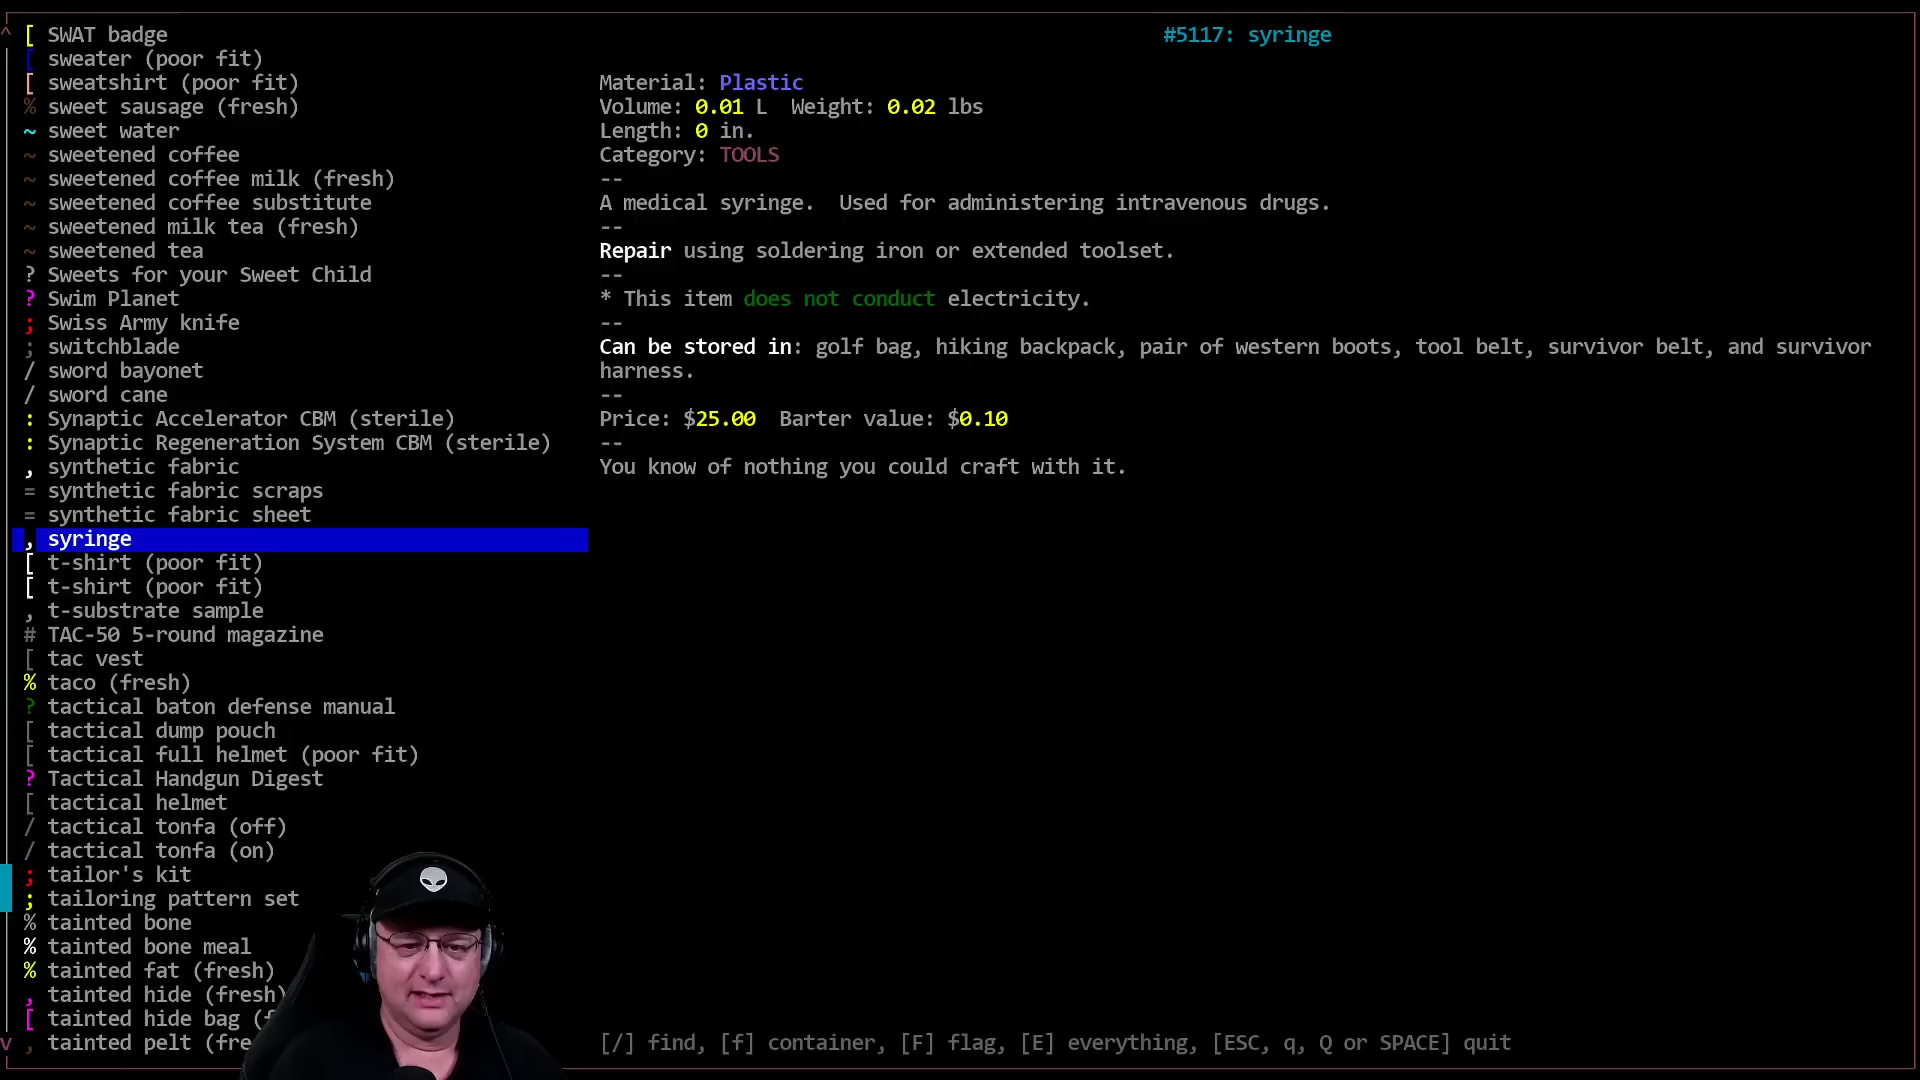 [ SWAT badge
[ sweater (poor fit)
[ sweatshirt (poor fit)
% sweet sausage (fresh)
~ sweet water
~ sweetened coffee
~ sweetened coffee milk (fresh)
~ sweetened coffee substitute
~ sweetened milk tea (fresh)
~ sweetened tea
? Sweets for your Sweet Child
? Swim Planet
; Swiss Army knife
; switchblade
/ sword bayonet
/ sword cane
: Synaptic Accelerator CBM (sterile)
: Synaptic Regeneration System CBM (sterile)
, synthetic fabric
= synthetic fabric scraps
= synthetic fabric sheet
, syringe
[ t-shirt (poor fit)
[ t-shirt (poor fit)
, t-substrate sample
# TAC-50 5-round magazine
[ tac vest
% taco (fresh)
? tactical baton defense manual
[ tactical dump pouch
[ tactical full helmet (poor fit)
? Tactical Handgun Digest
[ tactical helmet
/ tactical tonfa (off)
/ tactical tonfa (on)
; tailor's kit
; tailoring pattern set
% tainted bone
% tainted bone meal
% tainted fat (fresh)
, tainted hide (fresh)
[ tainted hide bag (
, tainted pelt (fre
#5117: syringe
Material: Plastic
Volume: 0.01 L  Weight: 0.02 lbs
Length: 0 in.
Category: TOOLS
--
A medical syringe.  Used for administering intravenous drugs.
--
Repair using soldering iron or extended toolset.
--
* This item does not conduct electricity.
--
Can be stored in: golf bag, hiking backpack, pair of western boots, tool belt, survivor belt, and survivor
harness.
--
Price: $25.00  Barter value: $0.10
--
You know of nothing you could craft with it.
[/] find, [f] container, [F] flag, [E] everything, [ESC, q, Q or SPACE] quit